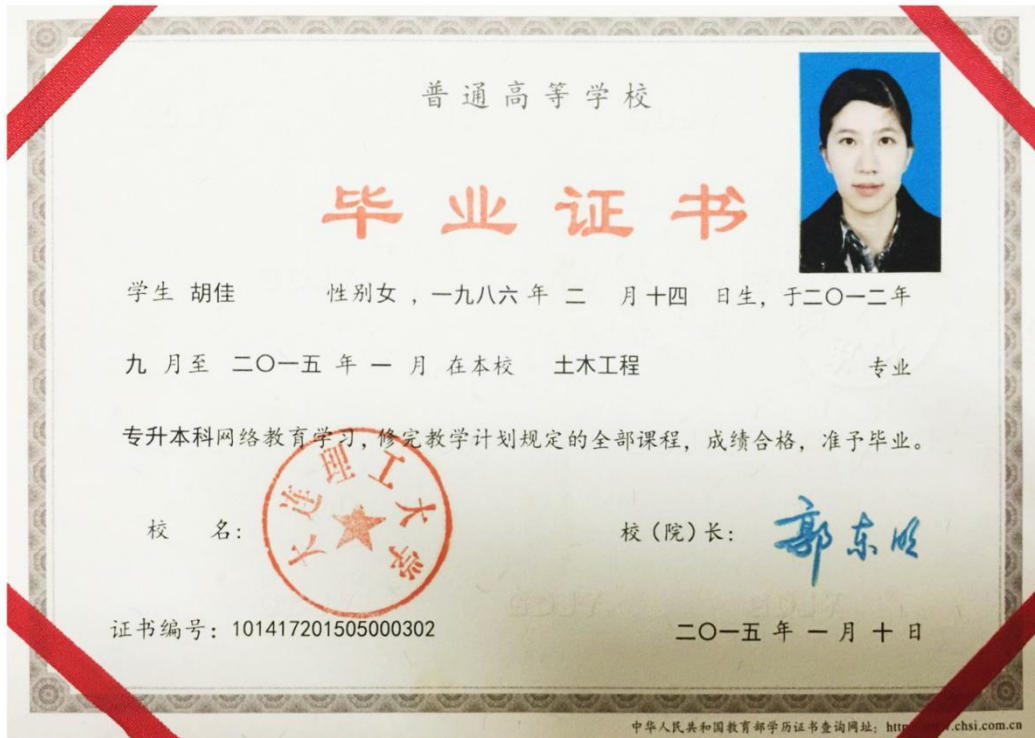 普通高等学校
毕业证书
学生 胡佳 性别女 ，一九八六 年 二 月十四 日生，于二〇一二年
九 月至 二〇一五 年 一 月 在本校 土木工程 专业
专升本科网络教育学习，修完教学计划规定的全部课程，成绩合格，准予毕业。
大连理工大学
校 名： 校（院）长： 郭东明
证书编号：101417201505000302 二〇一五 年 一 月 十 日
中华人民共和国教育部学历证书查询网址： .chsi.com.cn